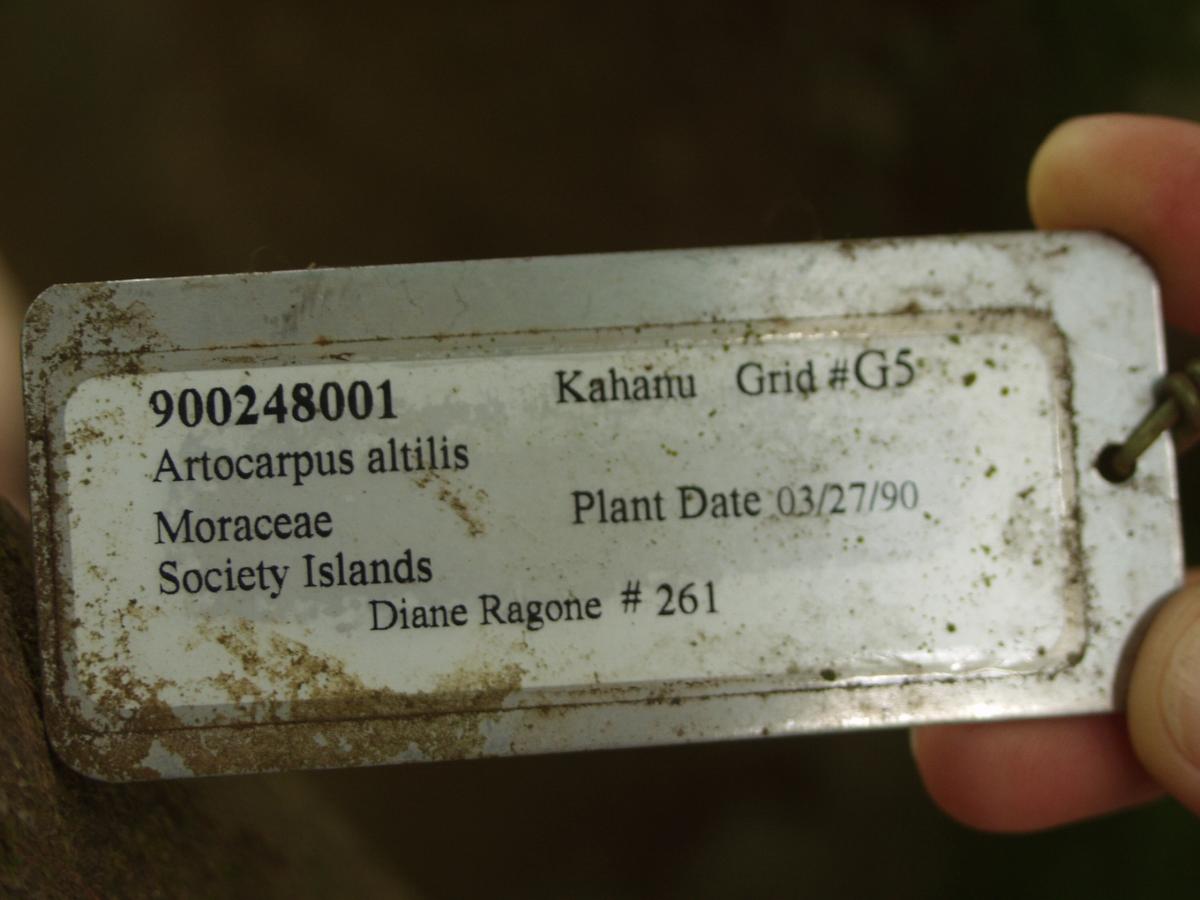 900248001 Kahanu Grid #G5
Artocarpus altilis
Moraceae Plant Date 03/27/90
Society Islands
Diane Ragone # 261